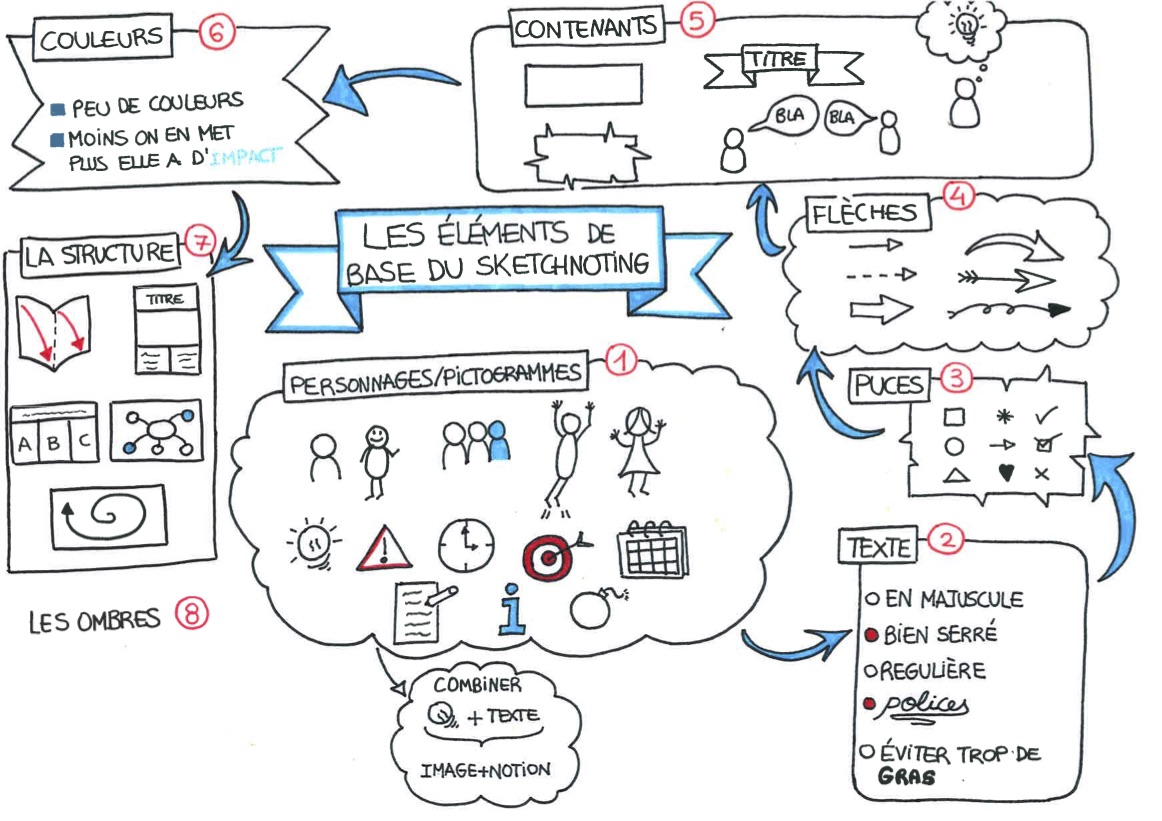 LES ÉLÉMENTS DE
BASE DU SKETCHNOTING
PERSONNAGES/PICTOGRAMMES 1
i
COMBINER
+ TEXTE
IMAGE+NOTION
TEXTE 2
EN MAJUSCULE
BIEN SERRÉ
REGULIÈRE
polices
ÉVITER TROP DE
GRAS
PUCES 3
FLÈCHES 4
CONTENANTS 5
TITRE
BLA BLA
COULEURS 6
PEU DE COULEURS
MOINS ON EN MET
PLUS ELLE A D'IMPACT
LA STRUCTURE 7
TITRE
A B C
LES OMBRES 8